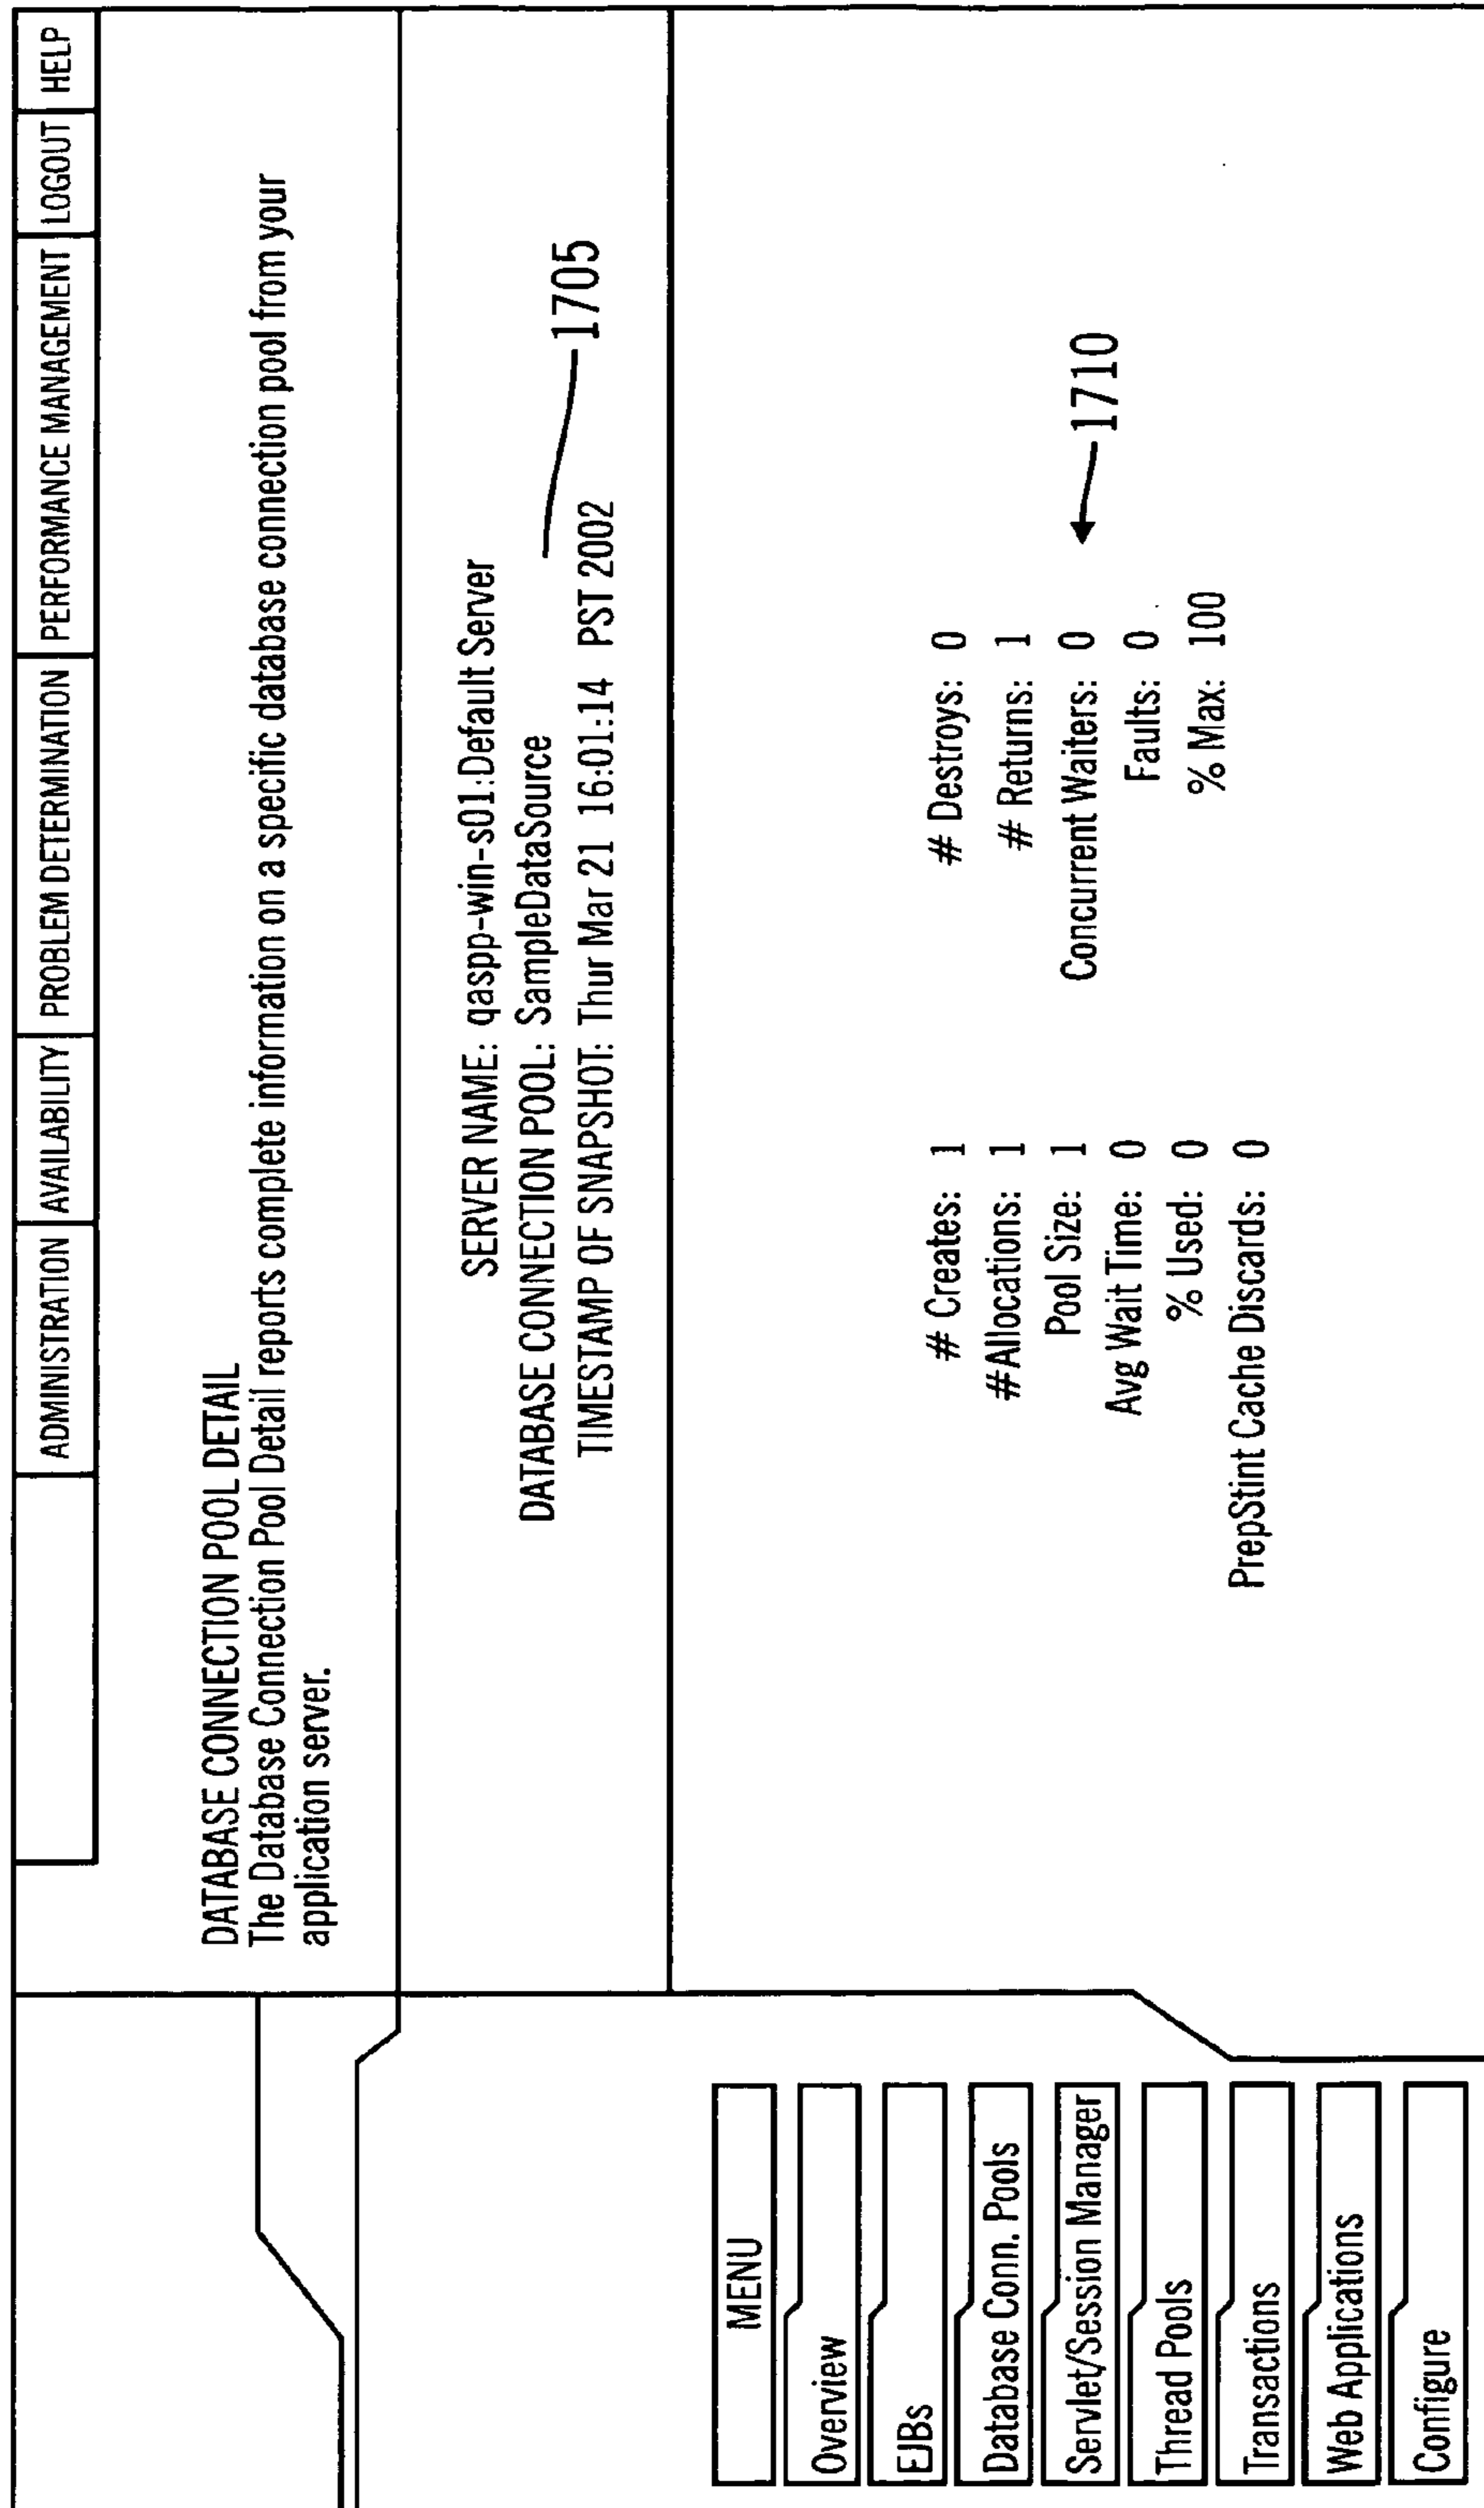 ADMINISTRATION AVAILABILITY PROBLEM DETERMINATION PERFORMANCE MANAGEMENT LOGOUT HELP
DATABASE CONNECTION POOL DETAIL
The Database Connection Pool Detail reports complete information on a specific database connection pool from your
application server.
SERVER NAME: qaspp-win-s01:Default Server
DATABASE CONNECTION POOL: SampleDataSource
1705
TIMESTAMP OF SNAPSHOT: Thur Mar 21 16:01:14 PST 2002
MENU
Overview
EJBs
Database Conn. Pools
Servlet/Session Manager
Thread Pools
Transactions
Web Applications
Configure
# Creates: 1 # Destroys: 0
#Allocations: 1 # Returns: 1
Pool Size: 1 Concurrent Waiters: 0
1710
Avg Wait Time: 0 Faults: 0
% Used: 0 % Max: 100
PrepStint Cache Discards: 0